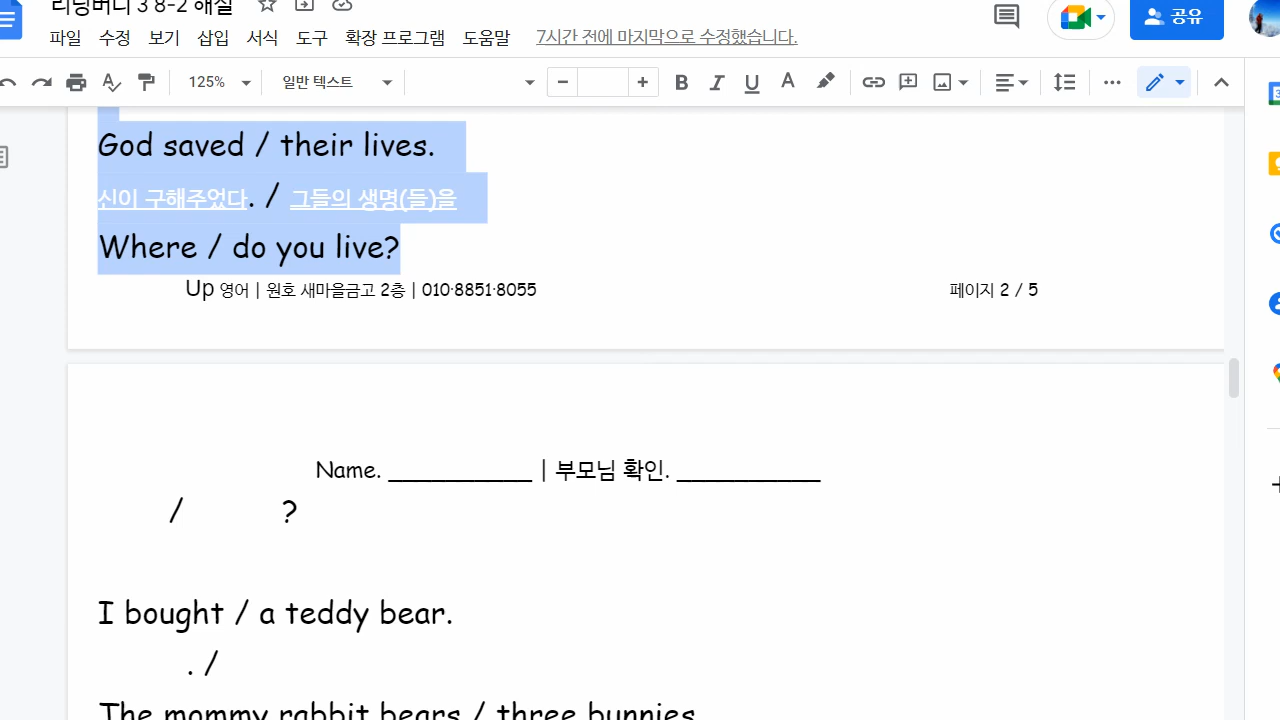 리딩버디 3 8-2 해설
파일 수정 보기 삽입 서식 도구 확장 프로그램 도움말 7시간 전에 마지막으로 수정했습니다.
공유
125% 일반 텍스트
God saved / their lives.
신이 구해주었다. / 그들의 생명(들)을
Where / do you live?
Up 영어 | 원호 새마을금고 2층 | 010·8851·8055 페이지 2 / 5
Name. ___________ | 부모님 확인. ___________
/ ?
I bought / a teddy bear.
. /
The mommy rabbit bears / three bunnies